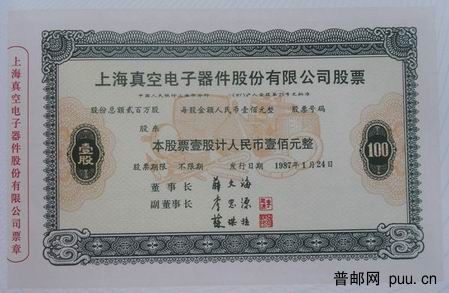 上海真空电子器件股份有限公司股票
股份总额贰百万股 每股金额人民币壹佰元整 股票号码
股东
本股票壹股计人民币壹佰元整
股票期限 不限期 发行日期 1987年1月24日
董事长
副董事长
壹股
100
上海真空电子器件股份有限公司票章
普邮网 puu.cn